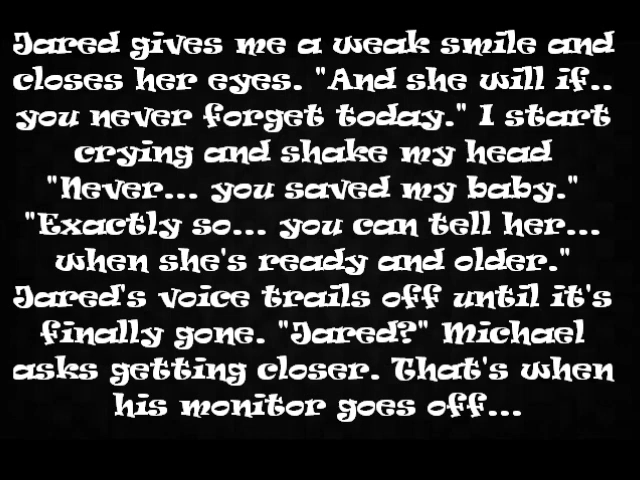 Jared gives me a weak smile and
closes her eyes. "And she will if..
you never forget today." I start
crying and shake my head
"Never... you saved my baby."
"Exactly so... you can tell her...
when she's ready and older."
Jared's voice trails off until it's
finally gone. "Jared?" Michael
asks getting closer. That's when
his monitor goes off...